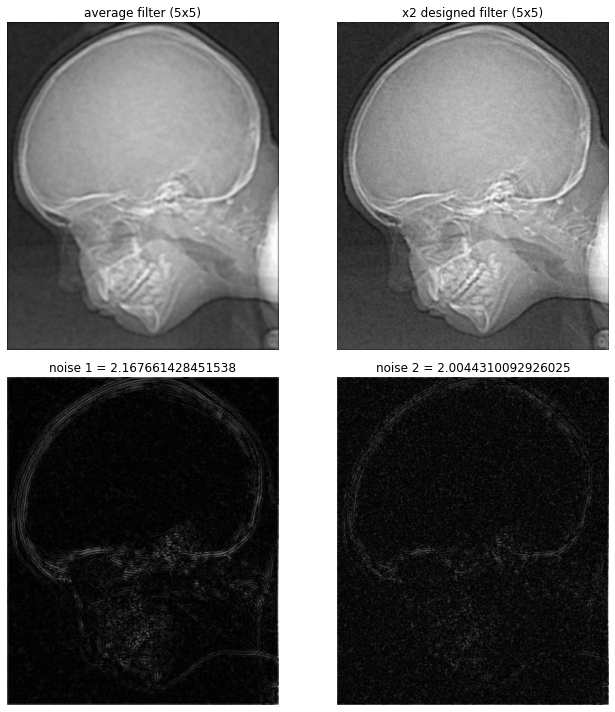 average filter (5x5)
x2 designed filter (5x5)
noise 1 = 2.167661428451538
noise 2 = 2.0044310092926025